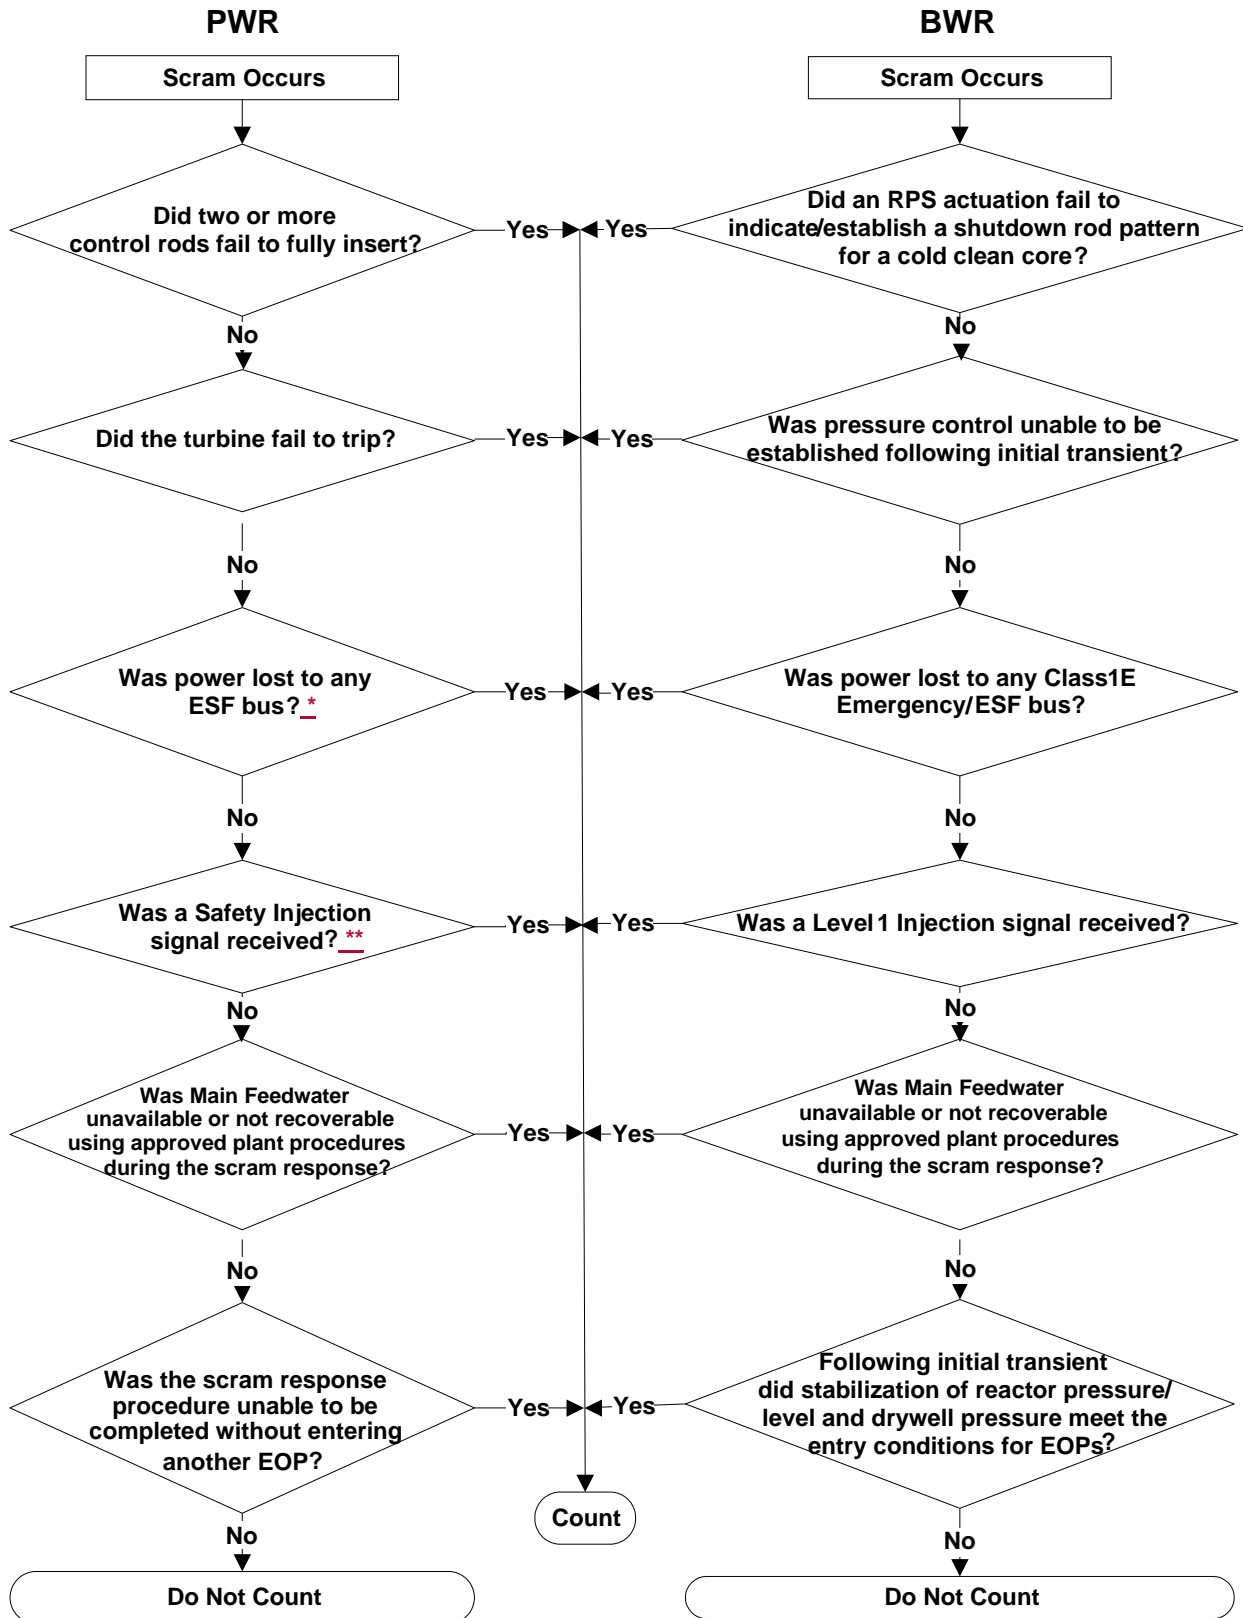 PWR
BWR
Scram Occurs
Scram Occurs
Did two or more
control rods fail to fully insert?
Yes
Yes
Did an RPS actuation fail to
indicate/establish a shutdown rod pattern
for a cold clean core?
No
No
Did the turbine fail to trip?
Yes
Yes
Was pressure control unable to be
established following initial transient?
No
No
Was power lost to any
ESF bus? *
Yes
Yes
Was power lost to any Class1E
Emergency/ESF bus?
No
No
Was a Safety Injection
signal received? **
Yes
Yes
Was a Level 1 Injection signal received?
No
No
Was Main Feedwater
unavailable or not recoverable
using approved plant procedures
during the scram response?
Yes
Yes
Was Main Feedwater
unavailable or not recoverable
using approved plant procedures
during the scram response?
No
No
Was the scram response
procedure unable to be
completed without entering
another EOP?
Yes
Yes
Following initial transient
did stabilization of reactor pressure/
level and drywell pressure meet the
entry conditions for EOPs?
Count
No
No
Do Not Count
Do Not Count